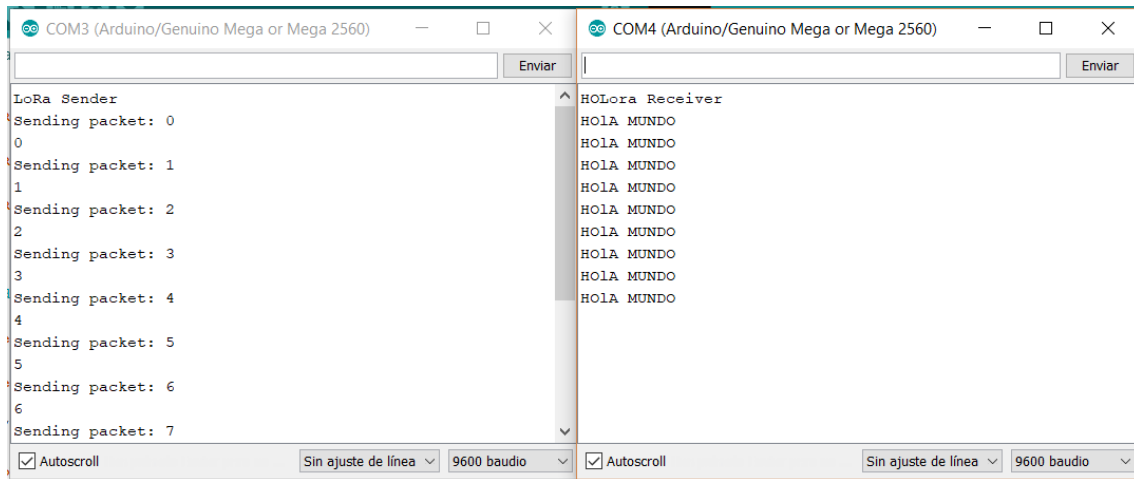 COM3 (Arduino/Genuino Mega or Mega 2560)
Enviar
LoRa Sender
Sending packet: 0
0
Sending packet: 1
1
Sending packet: 2
2
Sending packet: 3
3
Sending packet: 4
4
Sending packet: 5
5
Sending packet: 6
6
Sending packet: 7
Autoscroll
Sin ajuste de línea
9600 baudio
COM4 (Arduino/Genuino Mega or Mega 2560)
Enviar
HOLora Receiver
HOlA MUNDO
HOlA MUNDO
HOlA MUNDO
HOlA MUNDO
HOlA MUNDO
HOlA MUNDO
HOlA MUNDO
HOlA MUNDO
HOlA MUNDO
Autoscroll
Sin ajuste de línea
9600 baudio